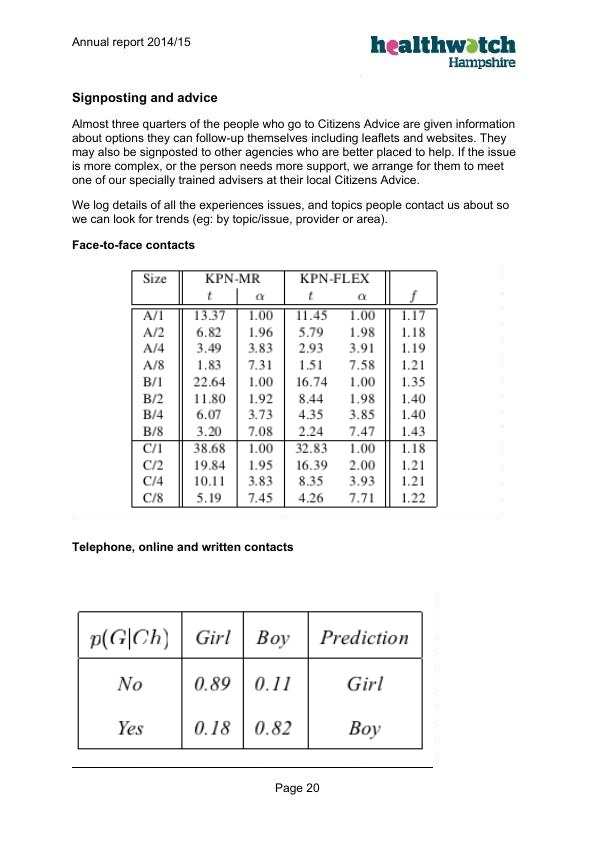 Annual report 2014/15
healthwatch
Hampshire
Signposting and advice
Almost three quarters of the people who go to Citizens Advice are given information
about options they can follow-up themselves including leaflets and websites. They
may also be signposted to other agencies who are better placed to help. If the issue
is more complex, or the person needs more support, we arrange for them to meet
one of our specially trained advisers at their local Citizens Advice.
We log details of all the experiences issues, and topics people contact us about so
we can look for trends (eg: by topic/issue, provider or area).
Face-to-face contacts
Size KPN-MR KPN-FLEX
t α t α f
A/1 13.37 1.00 11.45 1.00 1.17
A/2 6.82 1.96 5.79 1.98 1.18
A/4 3.49 3.83 2.93 3.91 1.19
A/8 1.83 7.31 1.51 7.58 1.21
B/1 22.64 1.00 16.74 1.00 1.35
B/2 11.80 1.92 8.44 1.98 1.40
B/4 6.07 3.73 4.35 3.85 1.40
B/8 3.20 7.08 2.24 7.47 1.43
C/1 38.68 1.00 32.83 1.00 1.18
C/2 19.84 1.95 16.39 2.00 1.21
C/4 10.11 3.83 8.35 3.93 1.21
C/8 5.19 7.45 4.26 7.71 1.22
Telephone, online and written contacts
p(G|Ch) Girl Boy Prediction
No 0.89 0.11 Girl
Yes 0.18 0.82 Boy
Page 20